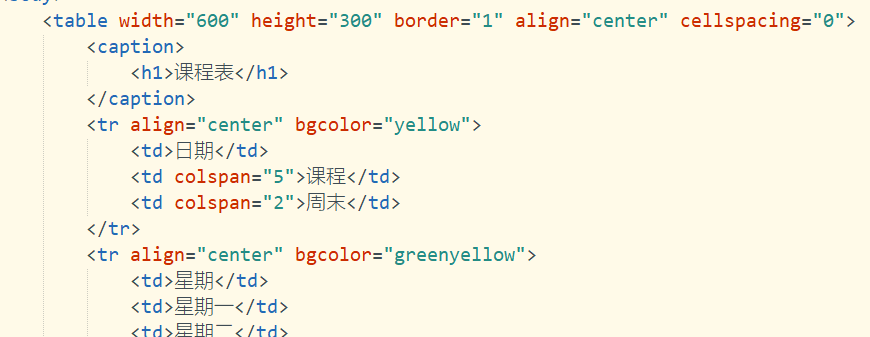 <table width="600" height="300" border="1" align="center" cellspacing="0">
<caption>
<h1>课程表</h1>
</caption>
<tr align="center" bgcolor="yellow">
<td>日期</td>
<td colspan="5">课程</td>
<td colspan="2">周末</td>
</tr>
<tr align="center" bgcolor="greenyellow">
<td>星期</td>
<td>星期一</td>
<td>星期二</td>